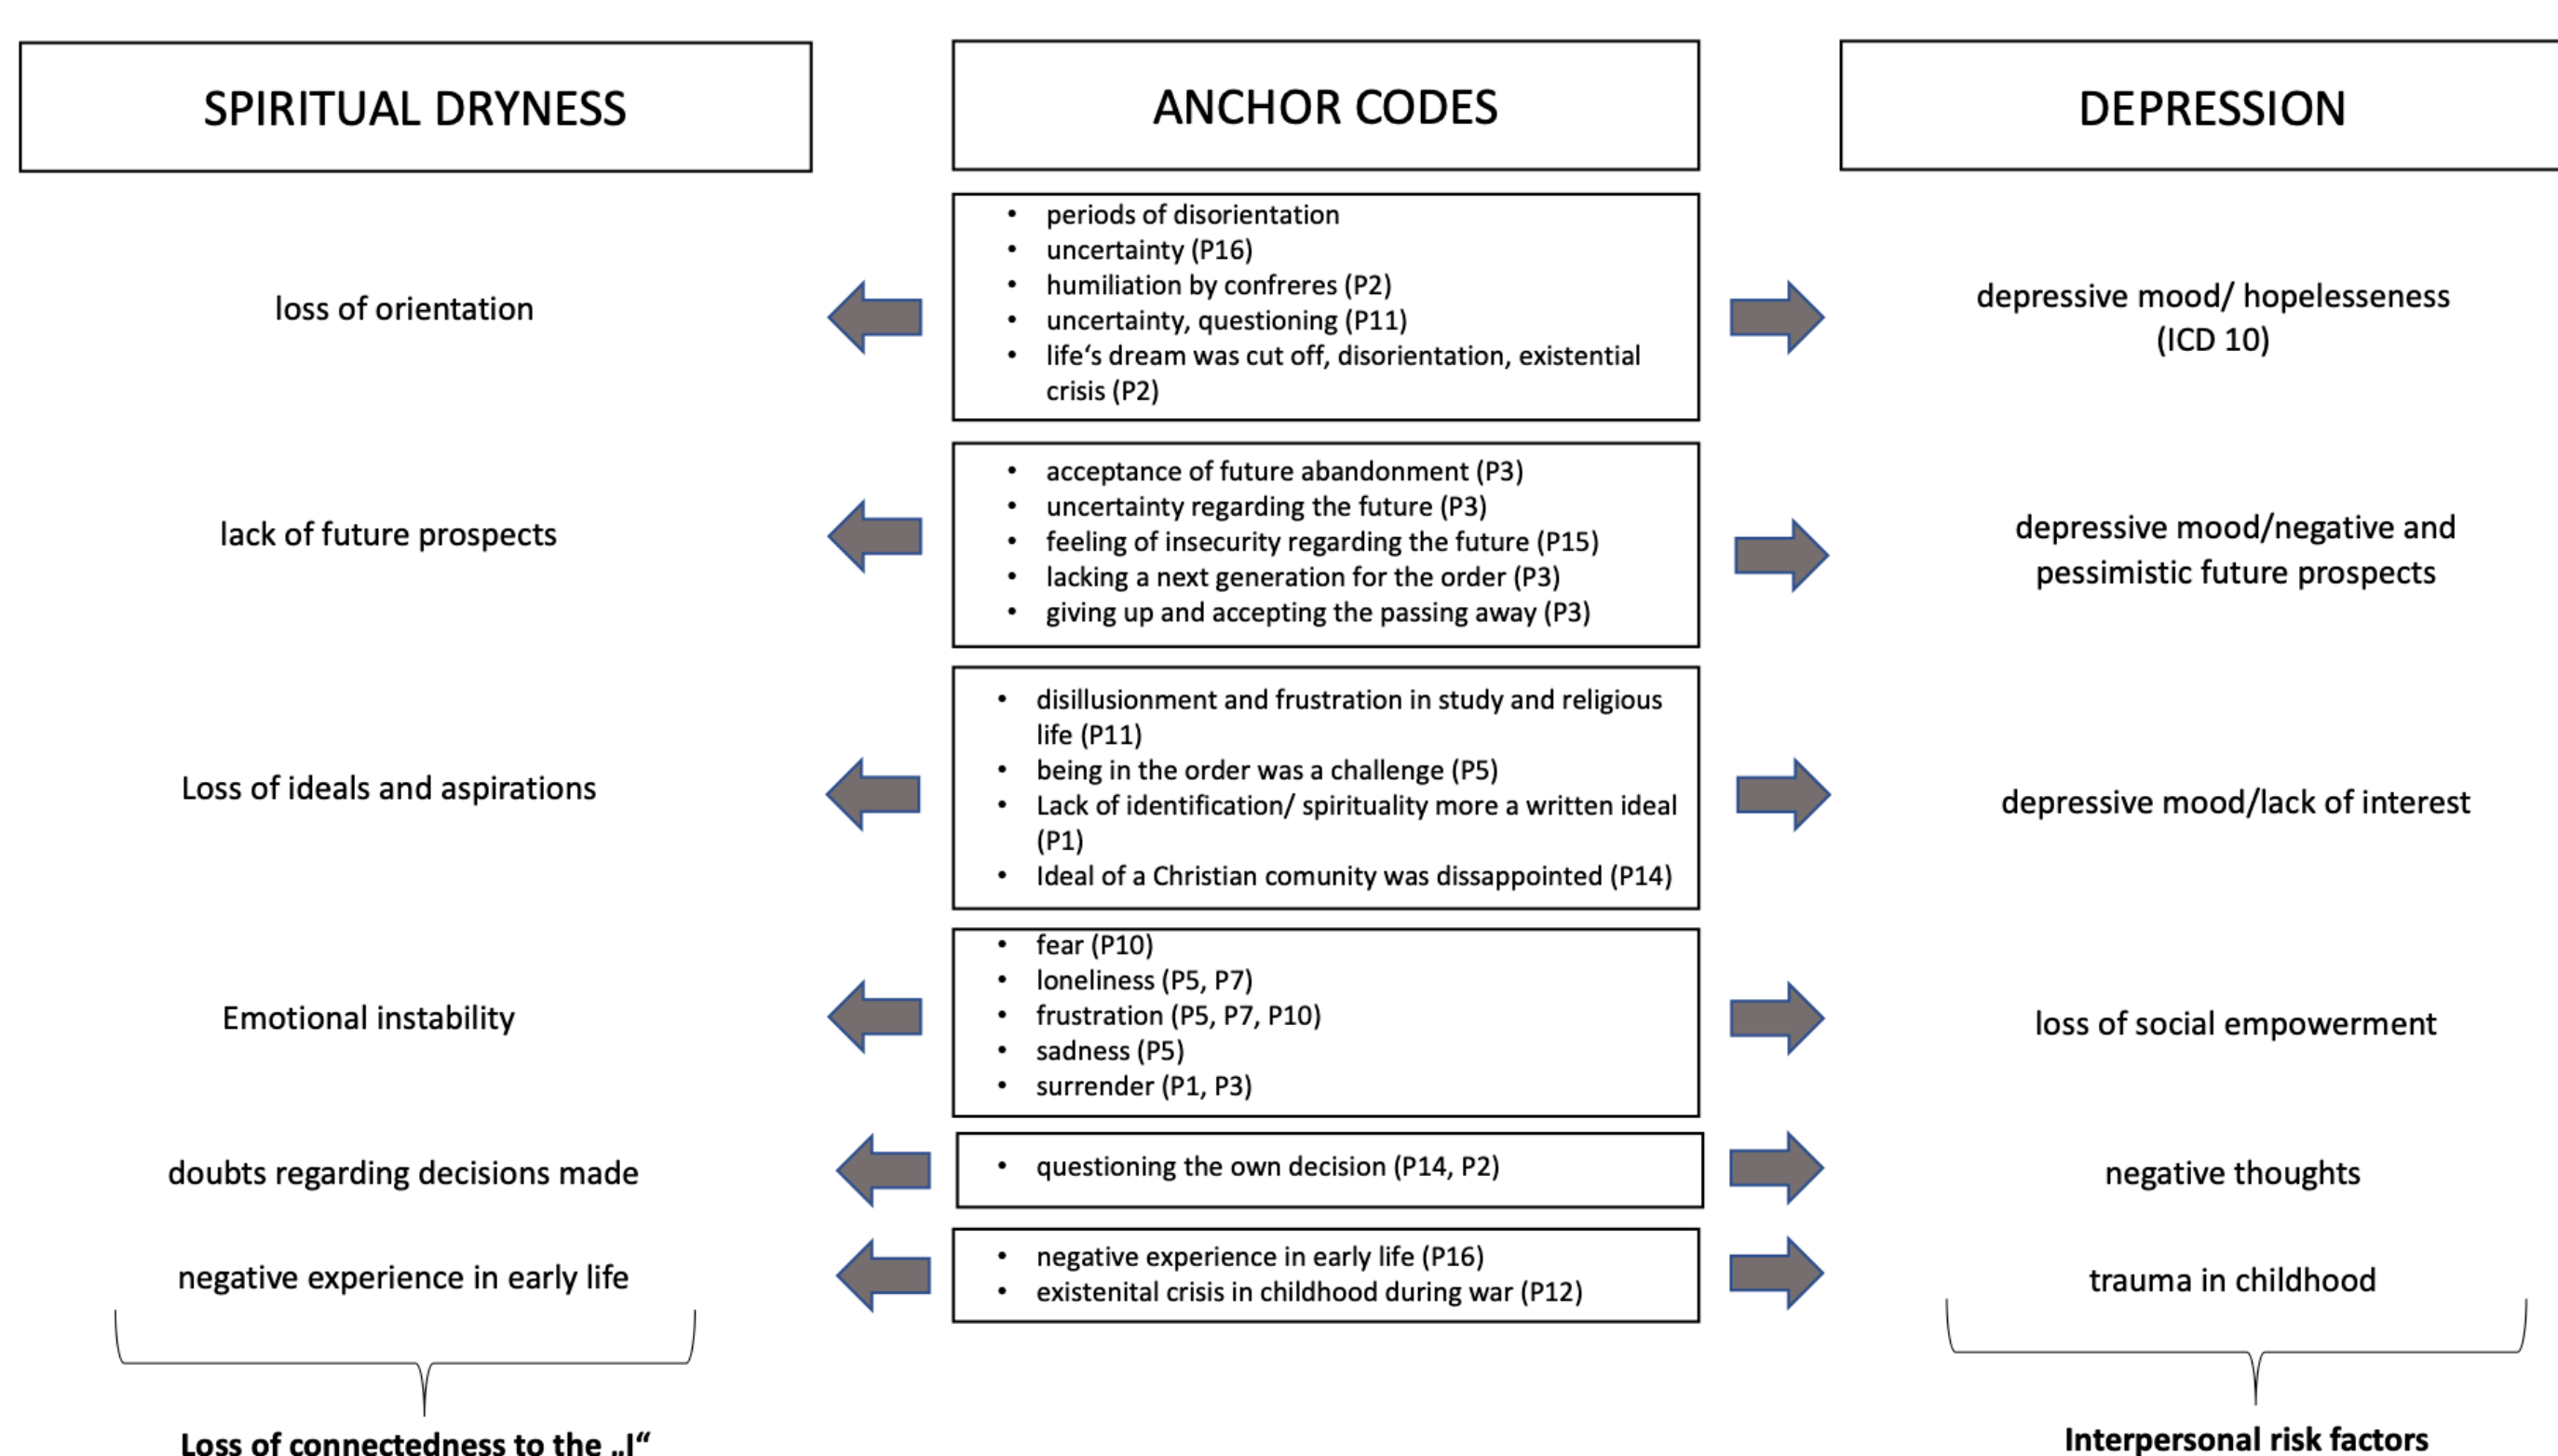 SPIRITUAL DRYNESS
ANCHOR CODES
DEPRESSION
loss of orientation
• periods of disorientation
• uncertainty (P16)
• humiliation by confreres (P2)
• uncertainty, questioning (P11)
• life‘s dream was cut off, disorientation, existential
crisis (P2)
depressive mood/ hopelesseness
(ICD 10)
lack of future prospects
• acceptance of future abandonment (P3)
• uncertainty regarding the future (P3)
• feeling of insecurity regarding the future (P15)
• lacking a next generation for the order (P3)
• giving up and accepting the passing away (P3)
depressive mood/negative and
pessimistic future prospects
Loss of ideals and aspirations
• disillusionment and frustration in study and religious
life (P11)
• being in the order was a challenge (P5)
• Lack of identification/ spirituality more a written ideal
(P1)
• Ideal of a Christian comunity was dissappointed (P14)
depressive mood/lack of interest
Emotional instability
• fear (P10)
• loneliness (P5, P7)
• frustration (P5, P7, P10)
• sadness (P5)
• surrender (P1, P3)
loss of social empowerment
doubts regarding decisions made
• questioning the own decision (P14, P2)
negative thoughts
negative experience in early life
• negative experience in early life (P16)
• existenital crisis in childhood during war (P12)
trauma in childhood
Loss of connectedness to the „I“
Interpersonal risk factors